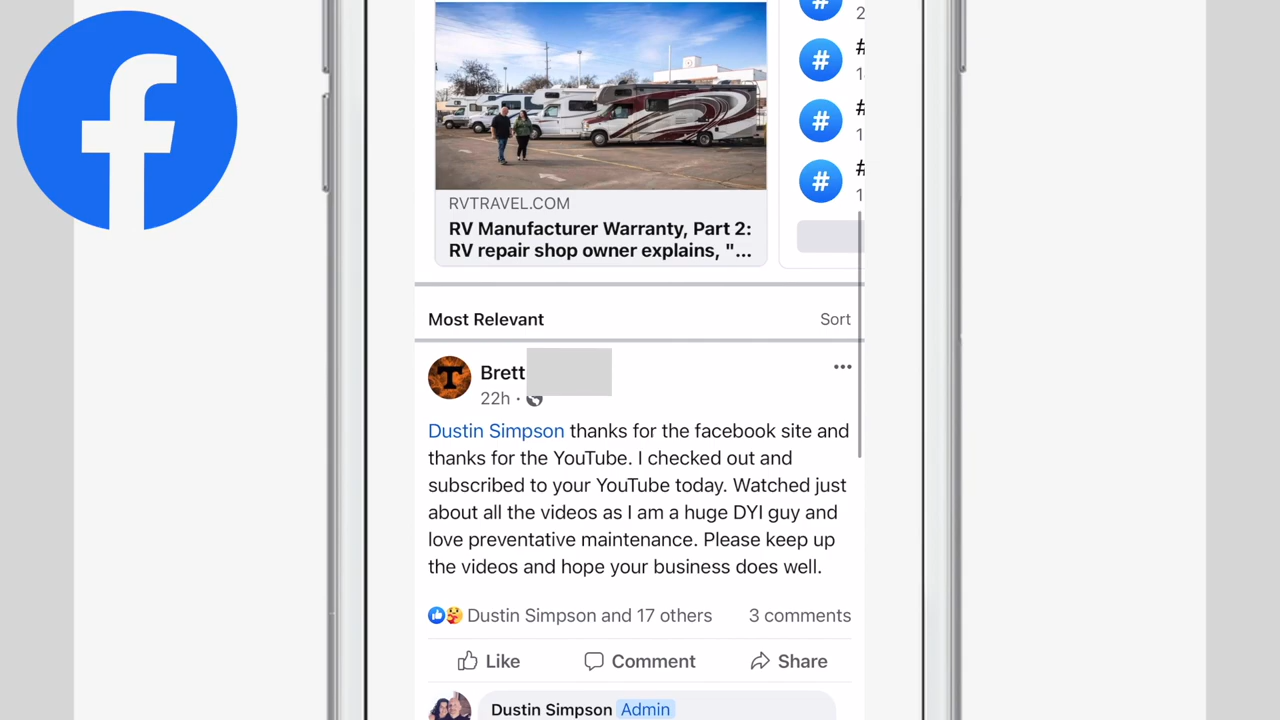 #
2
#
#
1
#
#
1
#
#
1
RVTRAVEL.COM
RV Manufacturer Warranty, Part 2:
RV repair shop owner explains, "...
Most Relevant
Sort
Brett
22h ·
Dustin Simpson thanks for the facebook site and
thanks for the YouTube. I checked out and
subscribed to your YouTube today. Watched just
about all the videos as I am a huge DYI guy and
love preventative maintenance. Please keep up
the videos and hope your business does well.
Dustin Simpson and 17 others
3 comments
Like
Comment
Share
Dustin Simpson Admin